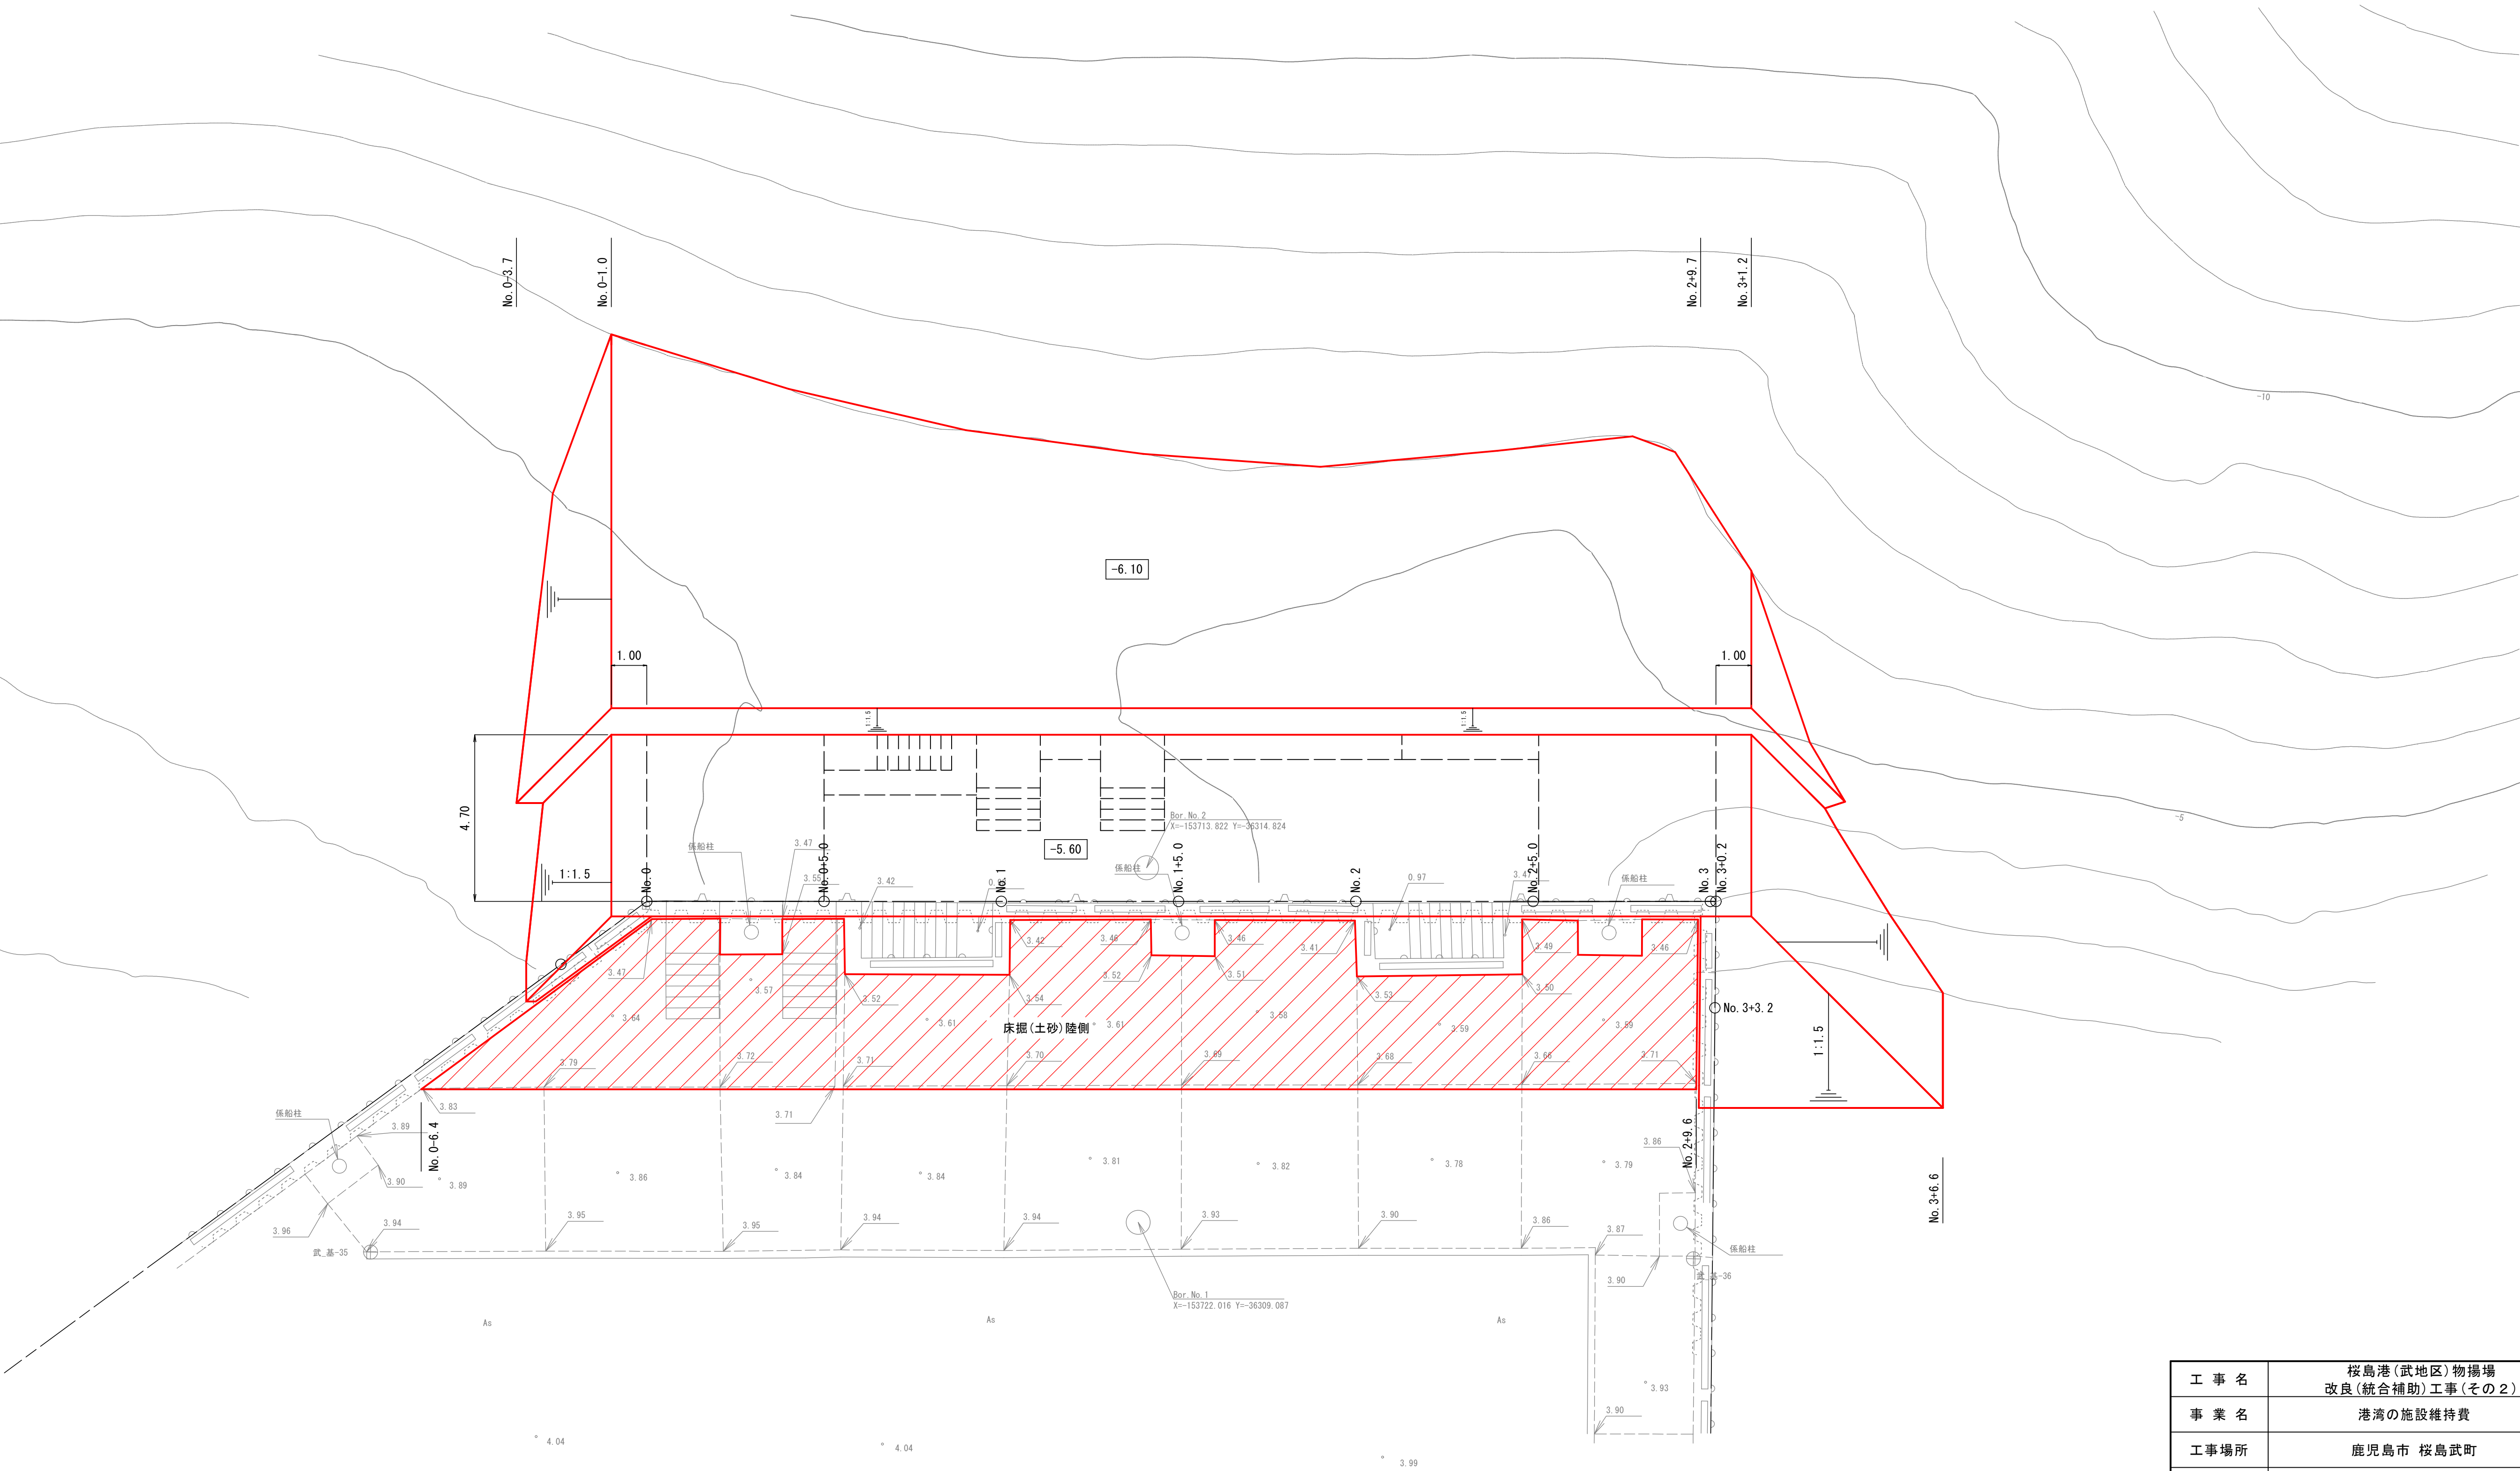 No.0-3.7
No.0-1.0
No.2+9.7
No.3+1.2
-10
-6.10
1.00
1.00
1:1.5
1:1.5
4.70
-5
Bor.No.2
X=-153713.822 Y=-36314.824
-5.60
係船柱
3.47
3.55
1:1.5
No.0
No.0+5.0
3.42
No.1
係船柱
No.1+5.0
No.2
0.97
3.47
No.2+5.0
係船柱
No.3
No.3+0.2
3.42
3.46
3.46
3.41
3.49
3.46
3.47
3.57
3.52
3.54
3.52
3.51
3.53
3.50
No.3+3.2
3.64
3.61
床掘(土砂)陸側
3.61
3.58
3.59
3.59
1:1.5
3.79
3.72
3.71
3.70
3.69
3.68
3.66
3.71
3.83
3.71
係船柱
3.89
No.0-6.4
No.2+9.6
3.86
3.90
3.89
3.86
3.84
3.84
3.81
3.82
3.78
3.79
No.3+6.6
3.96
3.94
3.95
3.95
3.94
3.94
3.93
3.90
3.86
3.87
係船柱
武_基-35
3.90
武_基-36
Bor.No.1
X=-153722.016 Y=-36309.087
As
As
As
3.93
3.90
4.04
4.04
3.99
工 事 名
桜島港(武地区)物揚場
改良(統合補助)工事(その2)
事 業 名
港湾の施設維持費
工事場所
鹿児島市 桜島武町